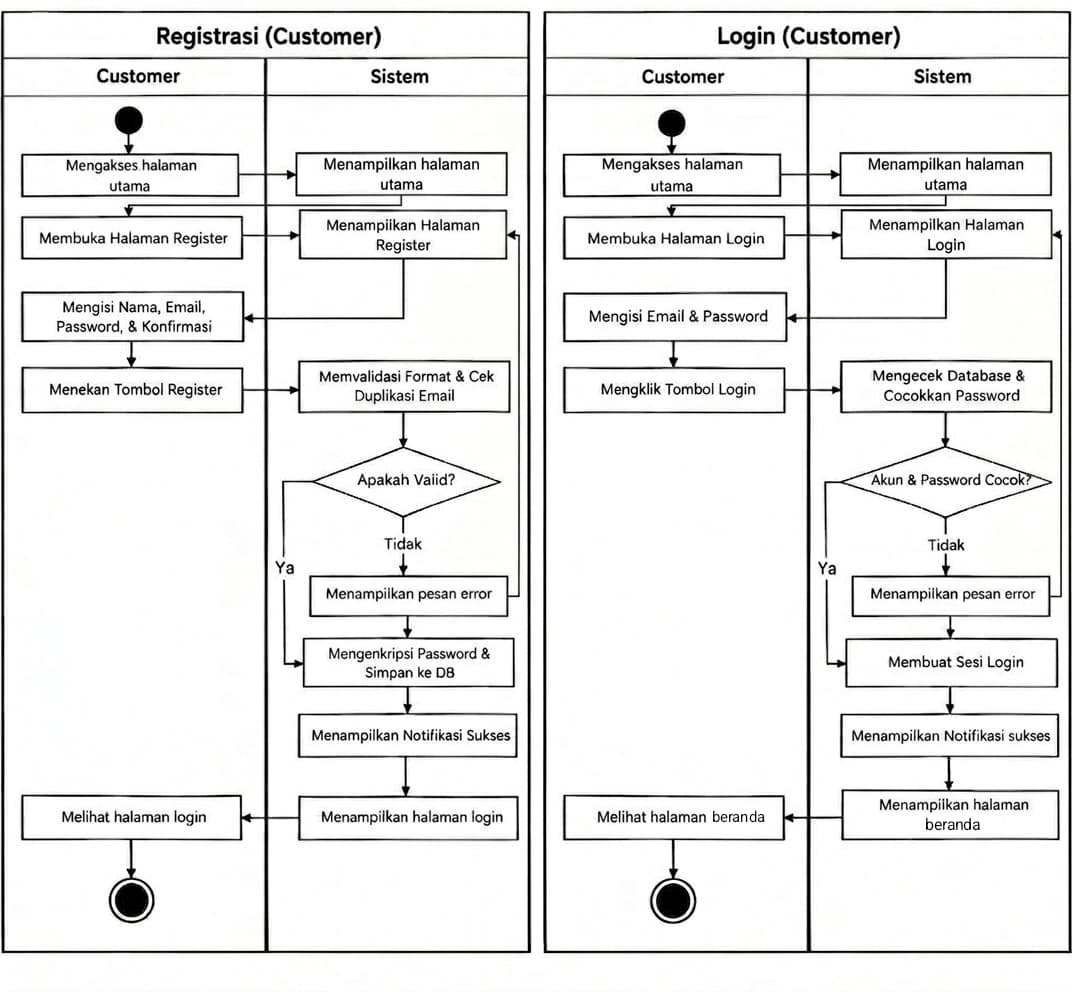 Registrasi (Customer)
Customer
Sistem
Mengakses halaman
utama
Menampilkan halaman
utama
Membuka Halaman Register
Menampiikan Halaman
Register
Mengisi Nama, Email,
Password, & Konfirmasi
Menekan Tombol Register
Memvalidasi Format & Cek
Duplikasi Email
Apakah Vaiid?
Tidak
Ya
Menampilkan pesan error
Mengenkripsi Password &
Simpan ke DB
Menampilkan Notifikasi Sukses
Melihat halaman login
Menampilkan halaman login
Login (Customer)
Customer
Sistem
Mengakses halaman
utama
Menampilkan halaman
utama
Membuka Halaman Login
Menampilkan Halaman
Login
Mengisi Email & Password
Mengklik Tombol Login
Mengecek Database &
Cocokkan Password
Akun & Password Cocok?
Tidak
Ya
Menampilkan pesan error
Membuat Sesi Login
Menampilkan Notifikasi sukses
Melihat halaman beranda
Menampilkan halaman
beranda